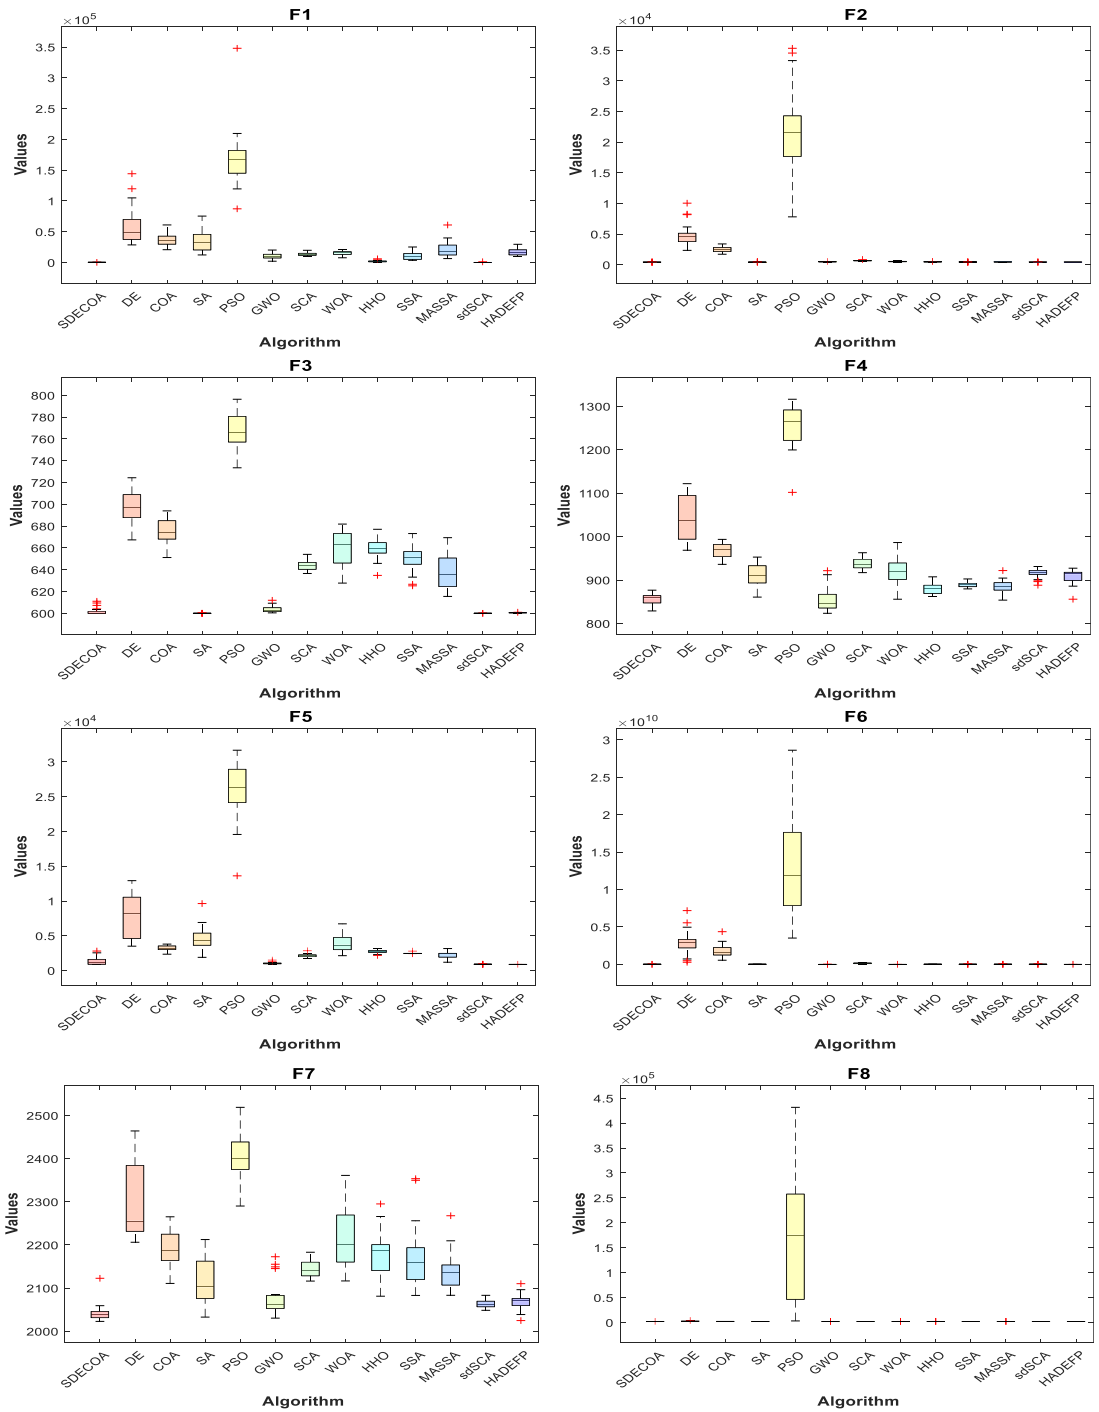 F1
×10^5
3.5
3
2.5
2
1.5
1
0.5
0
Values
SDECOA DE COA SA PSO GWO SCA WOA HHO SSA MASSA sdSCA HADEFP
Algorithm
F2
×10^4
3.5
3
2.5
2
1.5
1
0.5
0
Values
SDECOA DE COA SA PSO GWO SCA WOA HHO SSA MASSA sdSCA HADEFP
Algorithm
F3
800
780
760
740
720
700
680
660
640
620
600
Values
SDECOA DE COA SA PSO GWO SCA WOA HHO SSA MASSA sdSCA HADEFP
Algorithm
F4
1300
1200
1100
1000
900
800
Values
SDECOA DE COA SA PSO GWO SCA WOA HHO SSA MASSA sdSCA HADEFP
Algorithm
F5
×10^4
3
2.5
2
1.5
1
0.5
0
Values
SDECOA DE COA SA PSO GWO SCA WOA HHO SSA MASSA sdSCA HADEFP
Algorithm
F6
×10^10
3
2.5
2
1.5
1
0.5
0
Values
SDECOA DE COA SA PSO GWO SCA WOA HHO SSA MASSA sdSCA HADEFP
Algorithm
F7
2500
2400
2300
2200
2100
2000
Values
SDECOA DE COA SA PSO GWO SCA WOA HHO SSA MASSA sdSCA HADEFP
Algorithm
F8
×10^5
4.5
4
3.5
3
2.5
2
1.5
1
0.5
0
Values
SDECOA DE COA SA PSO GWO SCA WOA HHO SSA MASSA sdSCA HADEFP
Algorithm